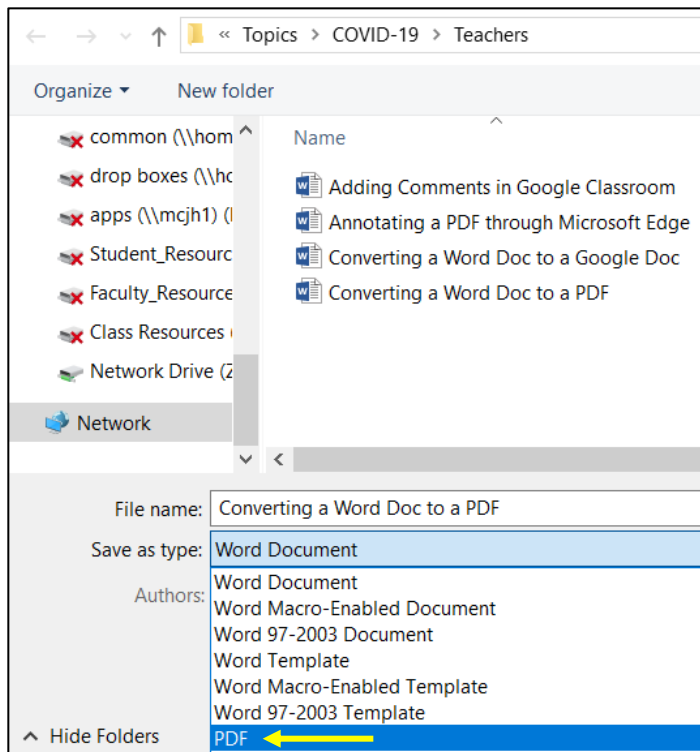 « Topics > COVID-19 > Teachers
Organize New folder
common (\\hom
drop boxes (\\hc
apps (\\mcjh1) (I
Student_Resourc
Faculty_Resource
Class Resources (
Network Drive (Z
Network
Name
Adding Comments in Google Classroom
Annotating a PDF through Microsoft Edge
Converting a Word Doc to a Google Doc
Converting a Word Doc to a PDF
File name: Converting a Word Doc to a PDF
Save as type: Word Document
Authors:
Word Document
Word Macro-Enabled Document
Word 97-2003 Document
Word Template
Word Macro-Enabled Template
Word 97-2003 Template
PDF
Hide Folders